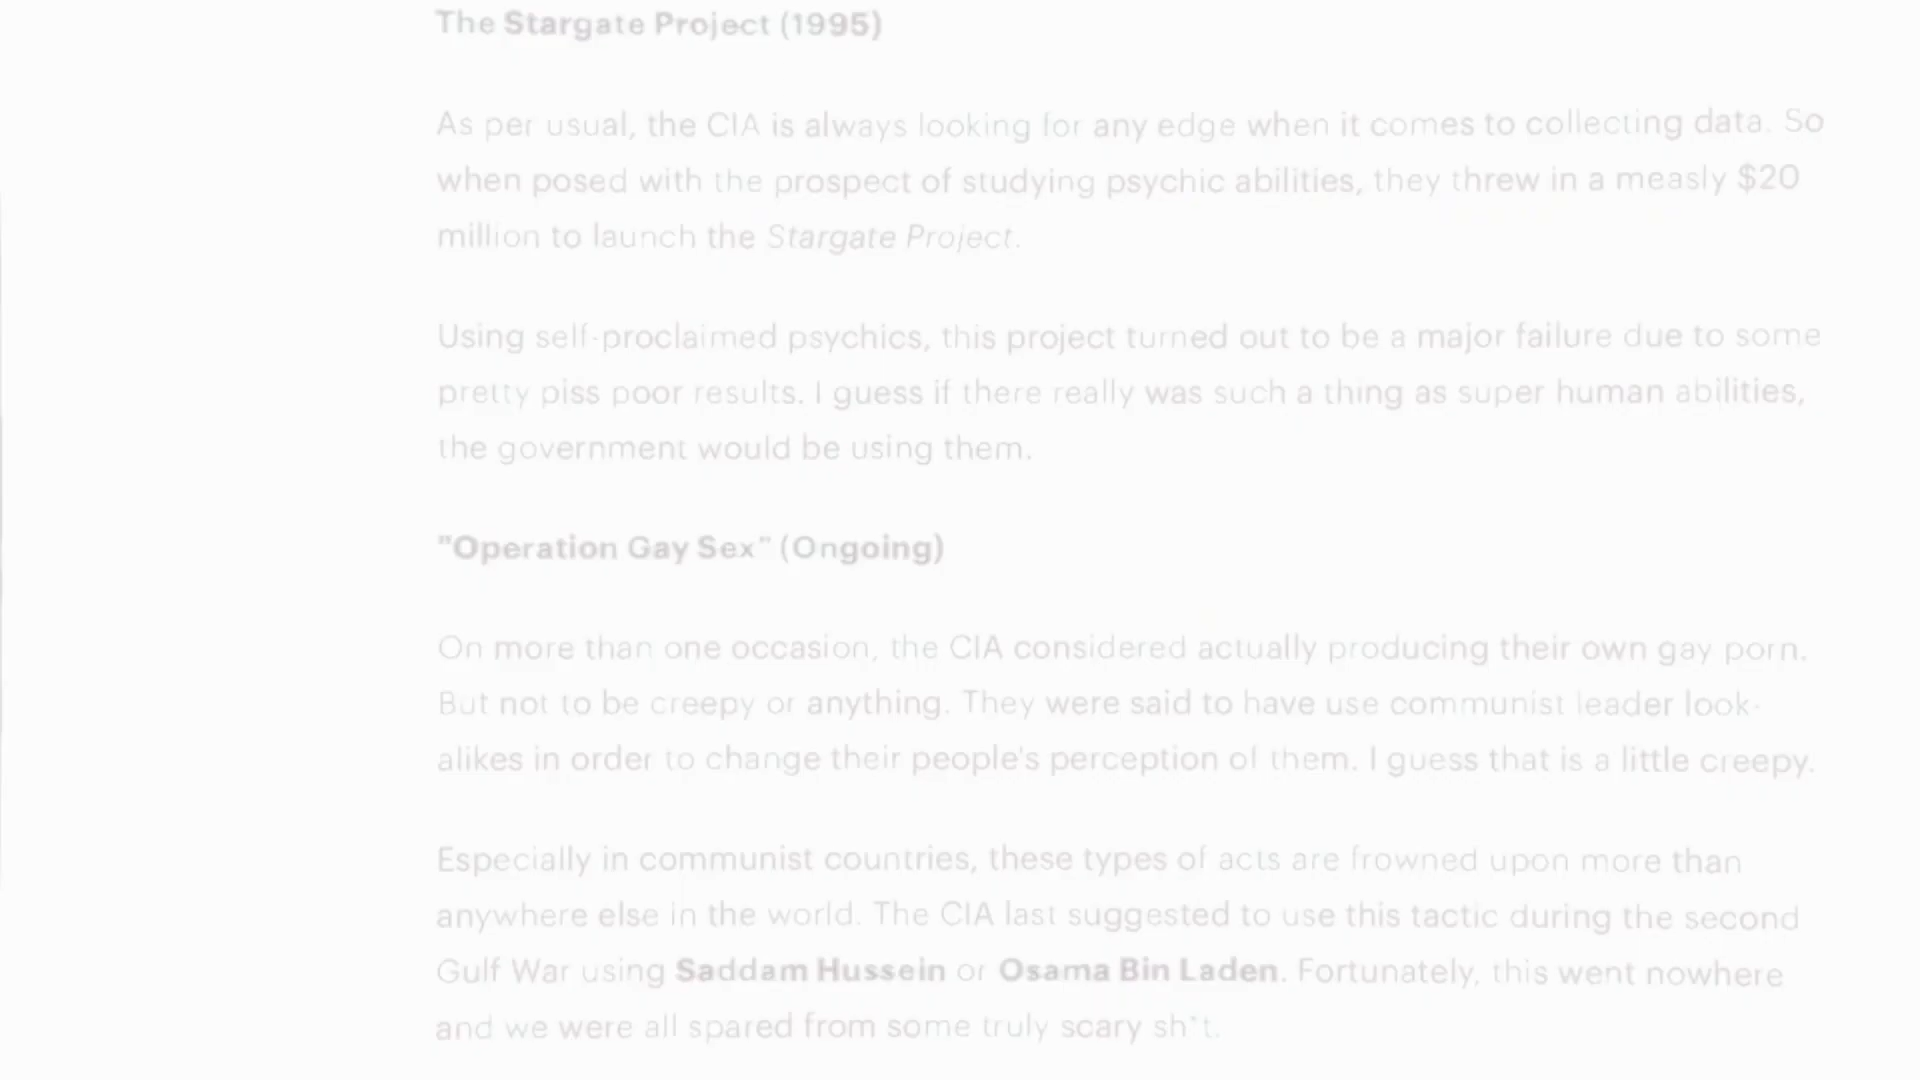 The Stargate Project (1995)
As per usual, the CIA is always looking for any edge when it comes to collecting data. So
when posed with the prospect of studying psychic abilities, they threw in a measly $20
million to launch the Stargate Project.
Using self-proclaimed psychics, this project turned out to be a major failure due to some
pretty piss poor results. I guess if there really was such a thing as super human abilities,
the government would be using them.
"Operation Gay Sex" (Ongoing)
On more than one occasion, the CIA considered actually producing their own gay porn.
But not to be creepy or anything. They were said to have use communist leader look-
alikes in order to change their people's perception of them. I guess that is a little creepy.
Especially in communist countries, these types of acts are frowned upon more than
anywhere else in the world. The CIA last suggested to use this tactic during the second
Gulf War using Saddam Hussein or Osama Bin Laden. Fortunately, this went nowhere
and we were all spared from some truly scary sh*t.